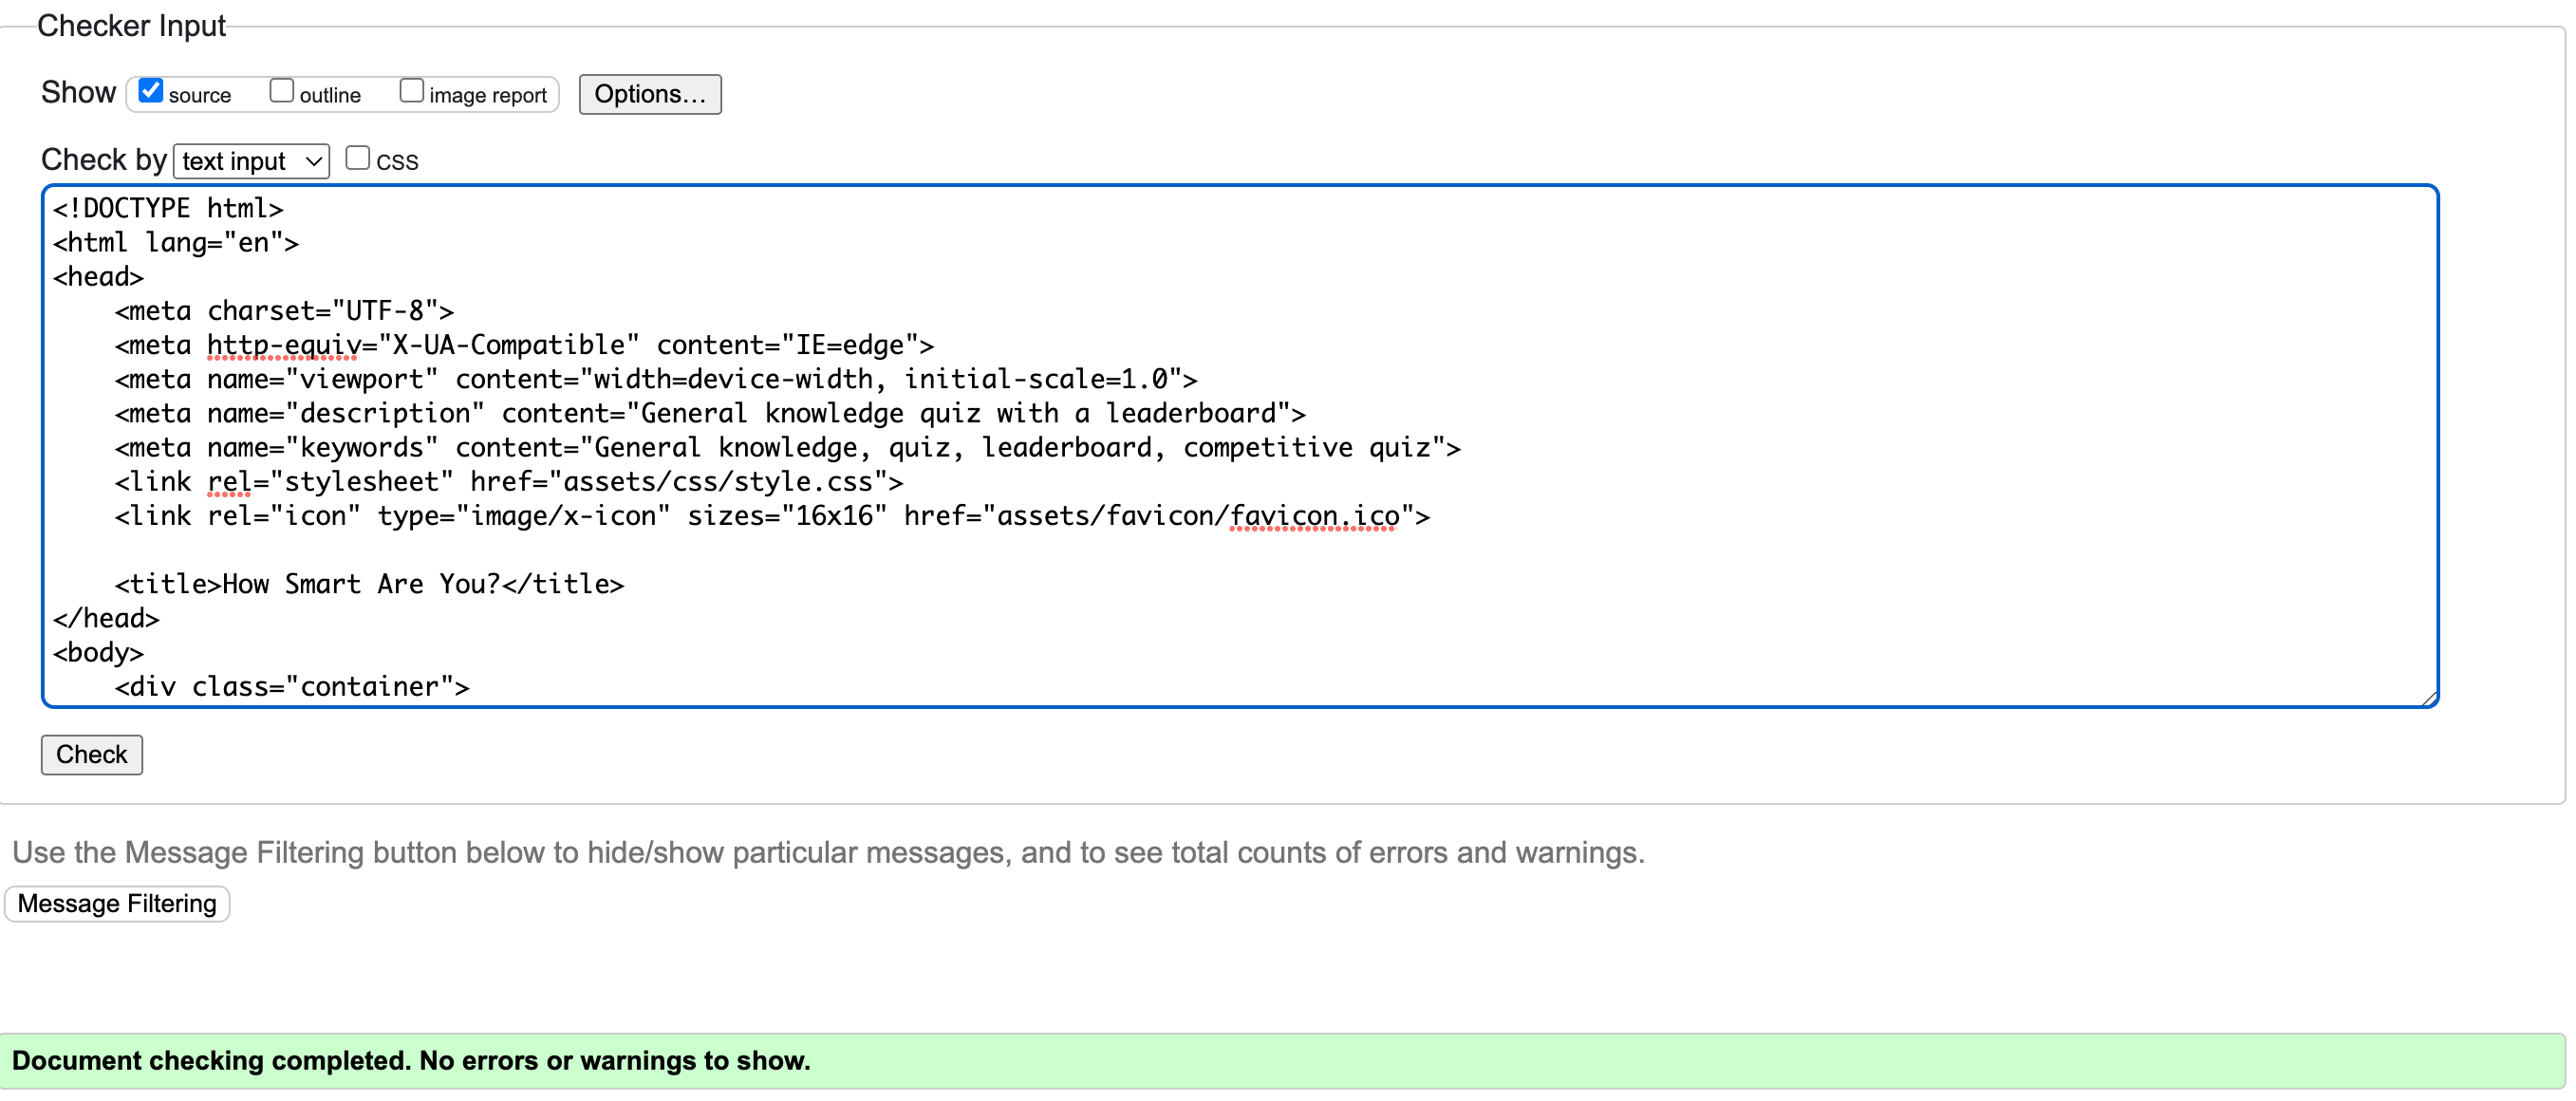 Checker Input
Show source outline image report Options...
Check by text input css
<!DOCTYPE html>
<html lang="en">
<head>
    <meta charset="UTF-8">
    <meta http-equiv="X-UA-Compatible" content="IE=edge">
    <meta name="viewport" content="width=device-width, initial-scale=1.0">
    <meta name="description" content="General knowledge quiz with a leaderboard">
    <meta name="keywords" content="General knowledge, quiz, leaderboard, competitive quiz">
    <link rel="stylesheet" href="assets/css/style.css">
    <link rel="icon" type="image/x-icon" sizes="16x16" href="assets/favicon/favicon.ico">
    <title>How Smart Are You?</title>
</head>
<body>
    <div class="container">
Check
Use the Message Filtering button below to hide/show particular messages, and to see total counts of errors and warnings.
Message Filtering
Document checking completed. No errors or warnings to show.